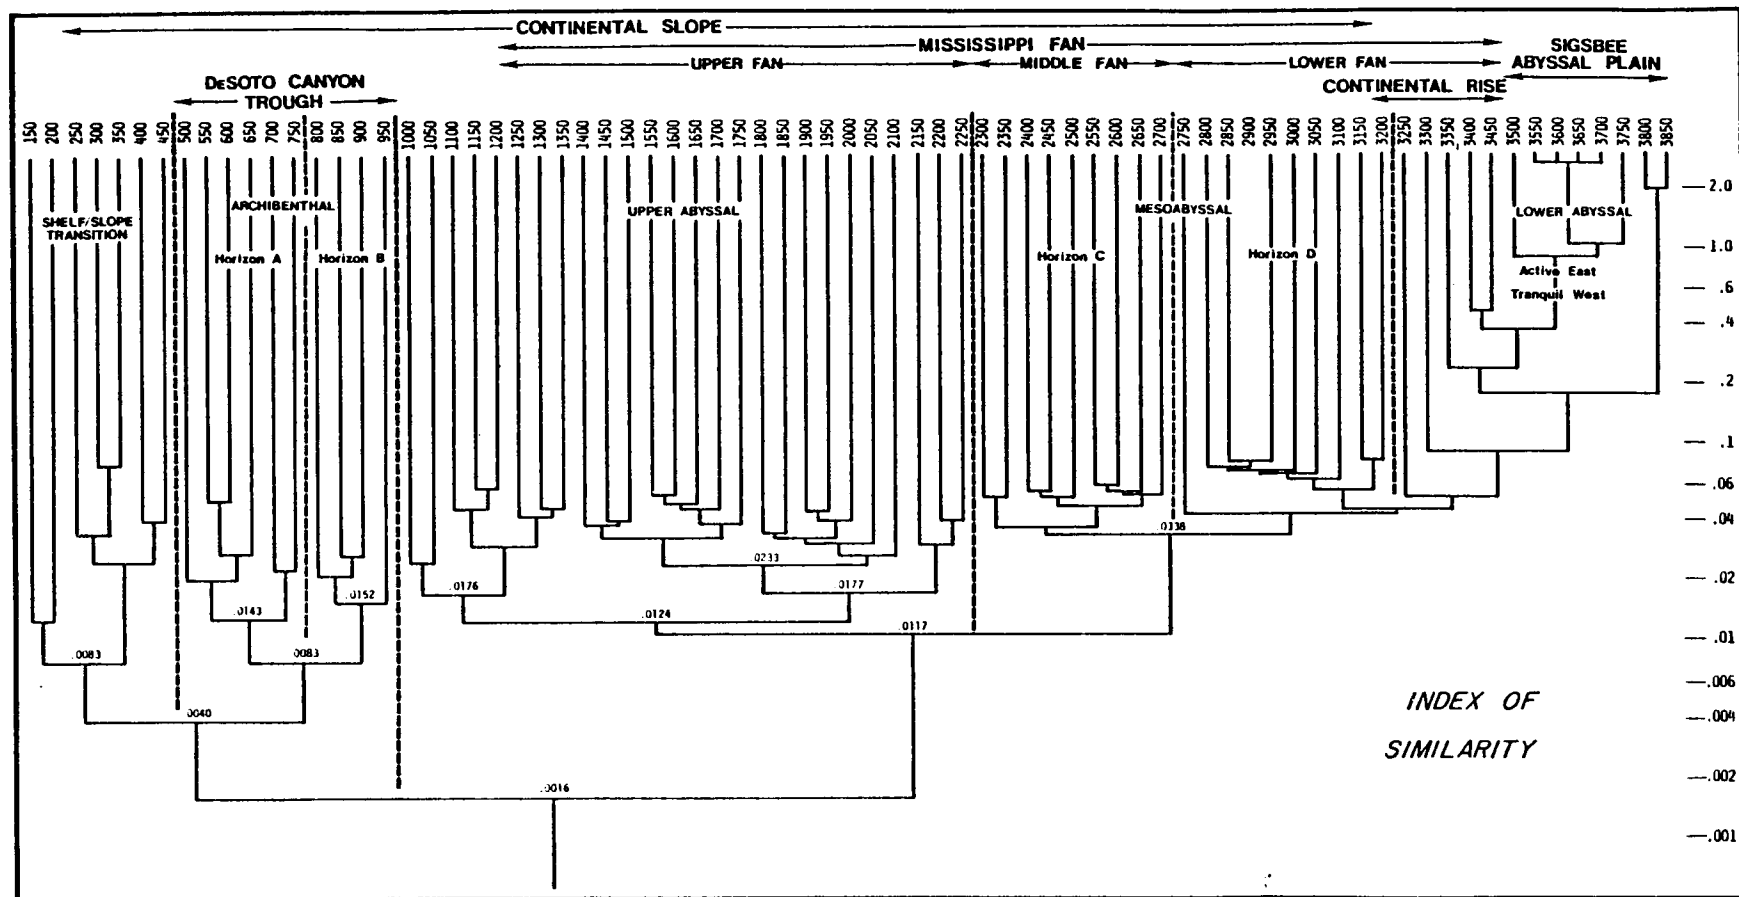 CONTINENTAL SLOPE
MISSISSIPPI FAN
SIGSBEE
ABYSSAL PLAIN
UPPER FAN
MIDDLE FAN
LOWER FAN
DESOTO CANYON
TROUGH
CONTINENTAL RISE
150 200 250 300 350 400 450 500 550 600 650 700 750 800 850 900 950 1000 1050 1100 1150 1200 1250 1300 1350 1400 1450 1500 1550 1600 1650 1700 1750 1800 1850 1900 1950 2000 2050 2100 2150 2200 2250 2300 2350 2400 2450 2500 2550 2600 2650 2700 2750 2800 2850 2900 2950 3000 3050 3100 3150 3200 3250 3300 3350 3400 3450 3500 3550 3600 3650 3700 3750 3800 3850
SHELF/SLOPE
TRANSITION
ARCHIBENTHAL
Horizon A
Horizon B
UPPER ABYSSAL
MESOABYSSAL
Horizon C
Horizon D
LOWER ABYSSAL
Active East
Tranquil West
2.0
1.0
.6
.4
.2
.1
.06
.04
.02
.01
.006
.004
.002
.001
.0338
.0233
.0176
.0177
.0143
.0152
.0124
.0117
.0083
.0083
.0040
.0016
INDEX OF
SIMILARITY